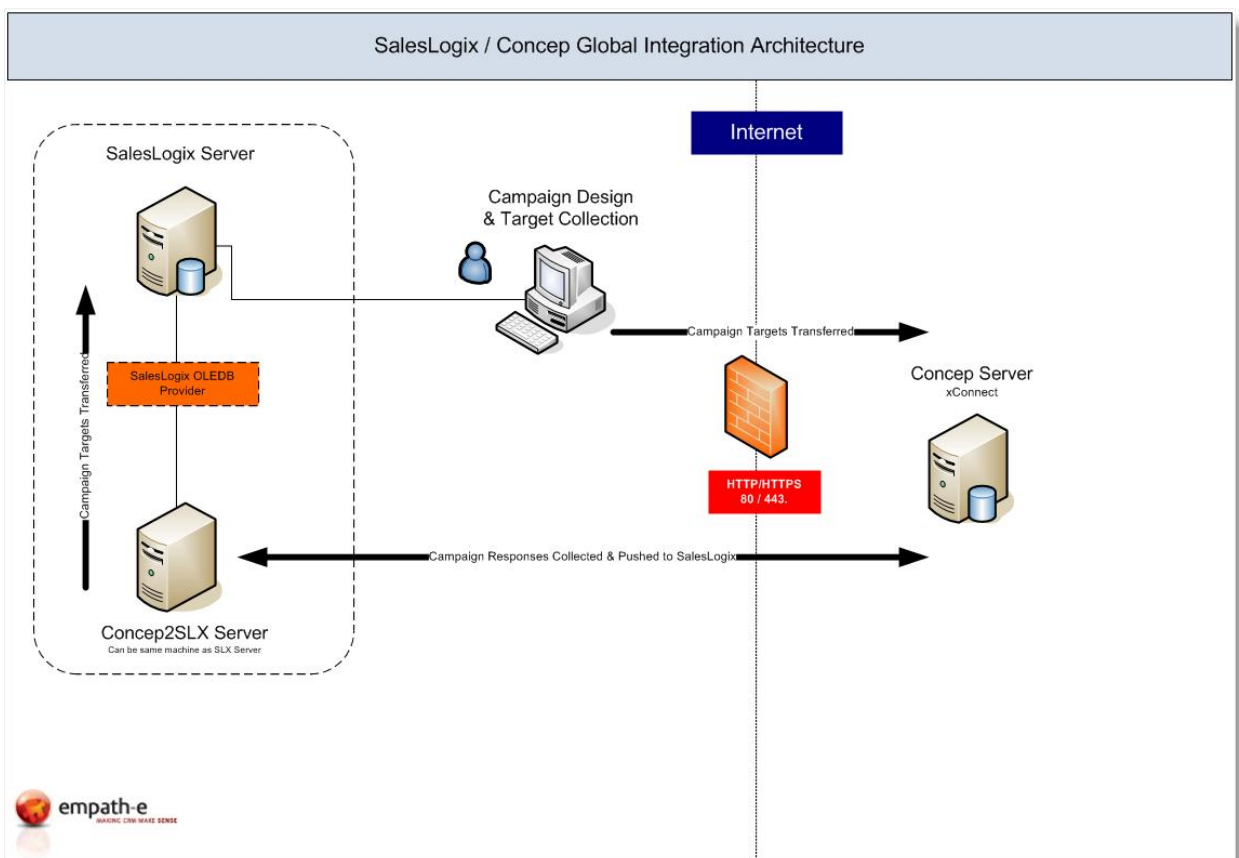 SalesLogix / Concep Global Integration Architecture
Internet
SalesLogix Server
Campaign Design
& Target Collection
Campaign Targets Transferred
Campaign Targets Transferred
SalesLogix OLEDB
Provider
Concep Server
xConnect
HTTP/HTTPS
80 / 443.
Campaign Responses Collected & Pushed to SalesLogix
Concep2SLX Server
Can be same machine as SLX Server
empath-e
MAKING CRM MAKE SENSE